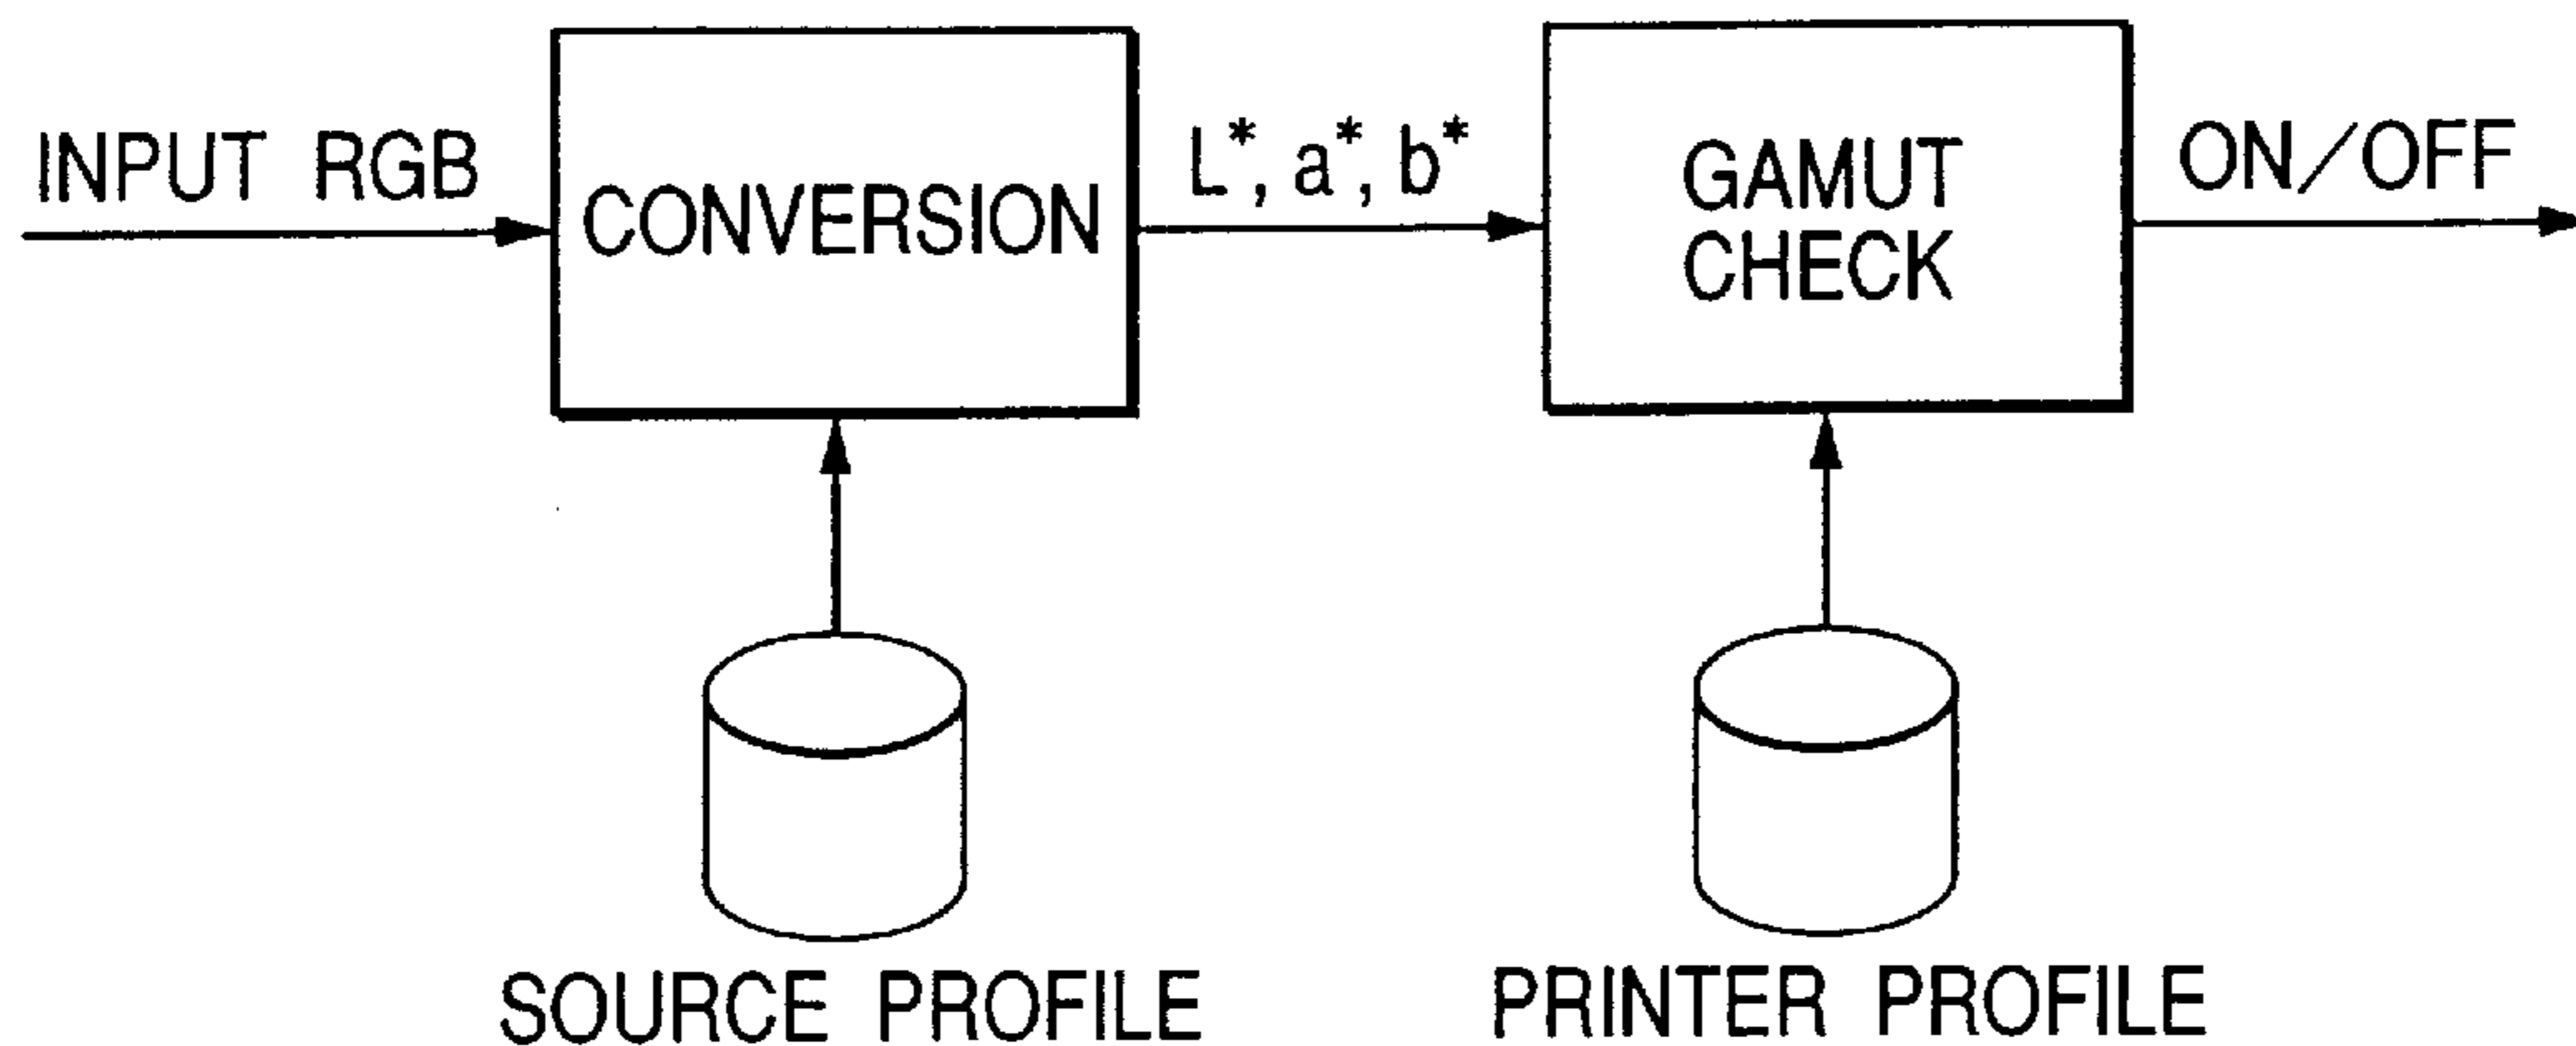 INPUT RGB
CONVERSION
L*, a*, b*
GAMUT
CHECK
ON/OFF
SOURCE PROFILE
PRINTER PROFILE